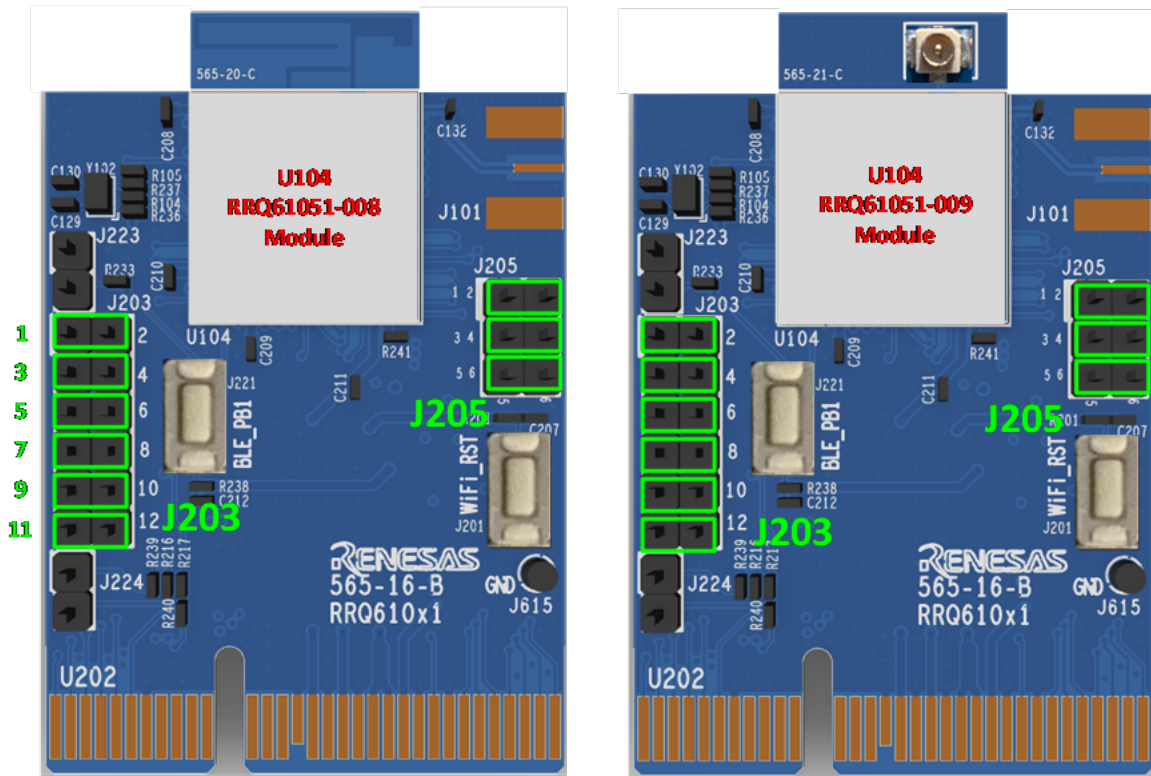 565-20-C
C208
C132
U104
RRQ61051-008
Module
C130
Y102
R105
R237
R104
R236
C129
J101
J223
R233
C210
J205
J203
1 2
1
2
U104
C209
3 4
R241
3
4
J221
C211
5 6
5
6
BLE_PB1
J205
C207
7
8
WiFi_RST
9
10
R238
C212
J203
J201
11
12
R239
R216
R217
RENESAS
565-16-B
RRQ610x1
GND
J615
J224
R240
U202
565-21-C
C208
C132
U104
RRQ61051-009
Module
C130
Y102
R105
R237
R104
R236
C129
J101
J223
R233
C210
J205
J203
1 2
2
U104
C209
3 4
R241
4
J221
C211
5 6
5
6
6
BLE_PB1
J205
C207
8
WiFi_RST
10
R238
C212
J203
J201
12
R239
R216
R217
RENESAS
565-16-B
RRQ610x1
GND
J615
J224
R240
U202